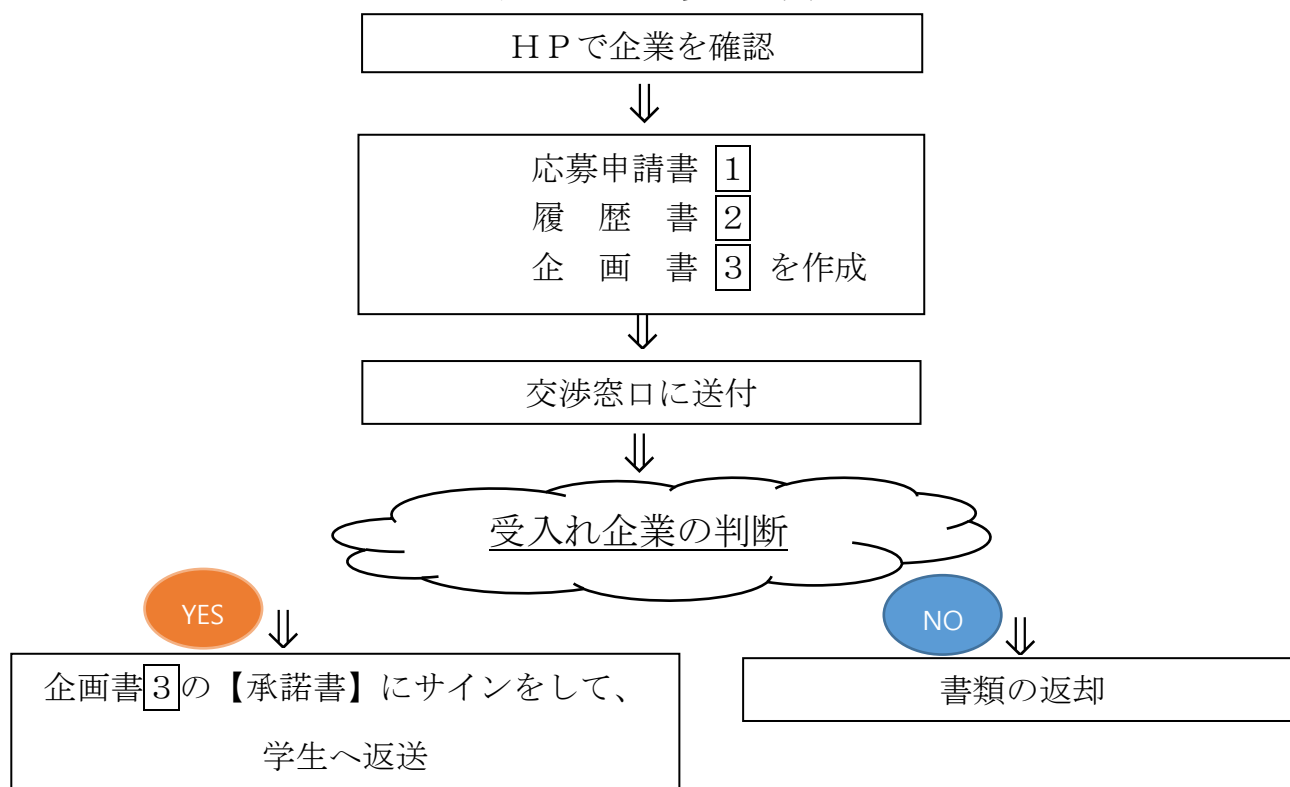 ＨＰで企業を確認
⇓
応募申請書 １
履　歴　書 ２
企　画　書 ３ を作成
⇓
交渉窓口に送付
⇓
受入れ企業の判断
YES ⇓
NO ⇓
企画書３の【承諾書】にサインをして、
学生へ返送
書類の返却